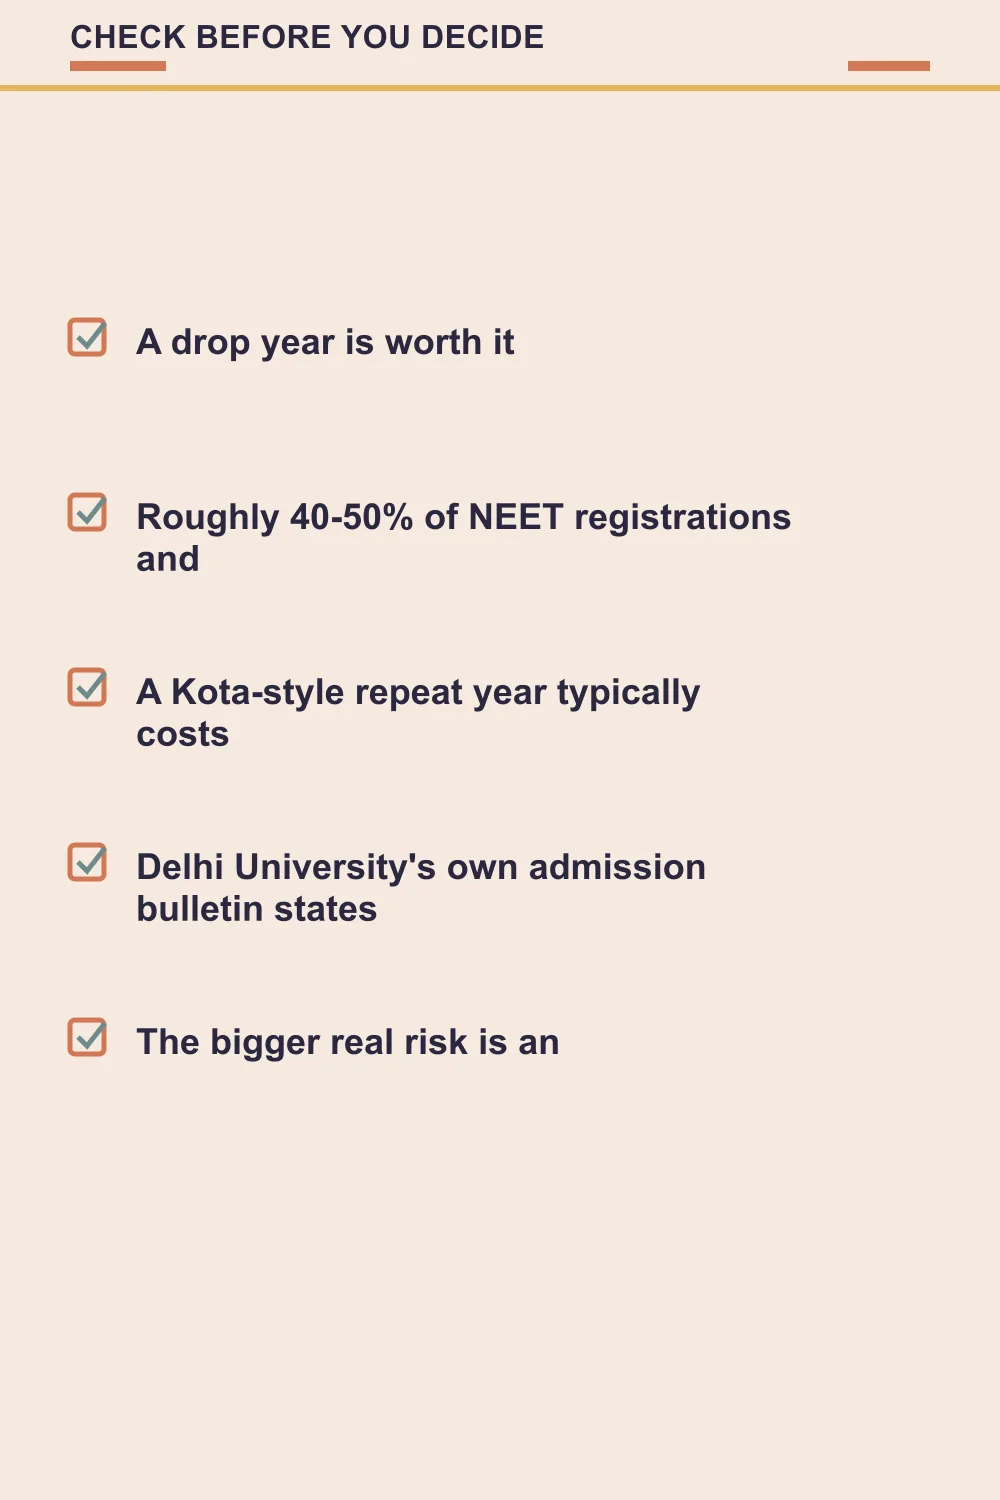 CHECK BEFORE YOU DECIDE
A drop year is worth it
Roughly 40-50% of NEET registrations
and
A Kota-style repeat year typically
costs
Delhi University's own admission
bulletin states
The bigger real risk is an